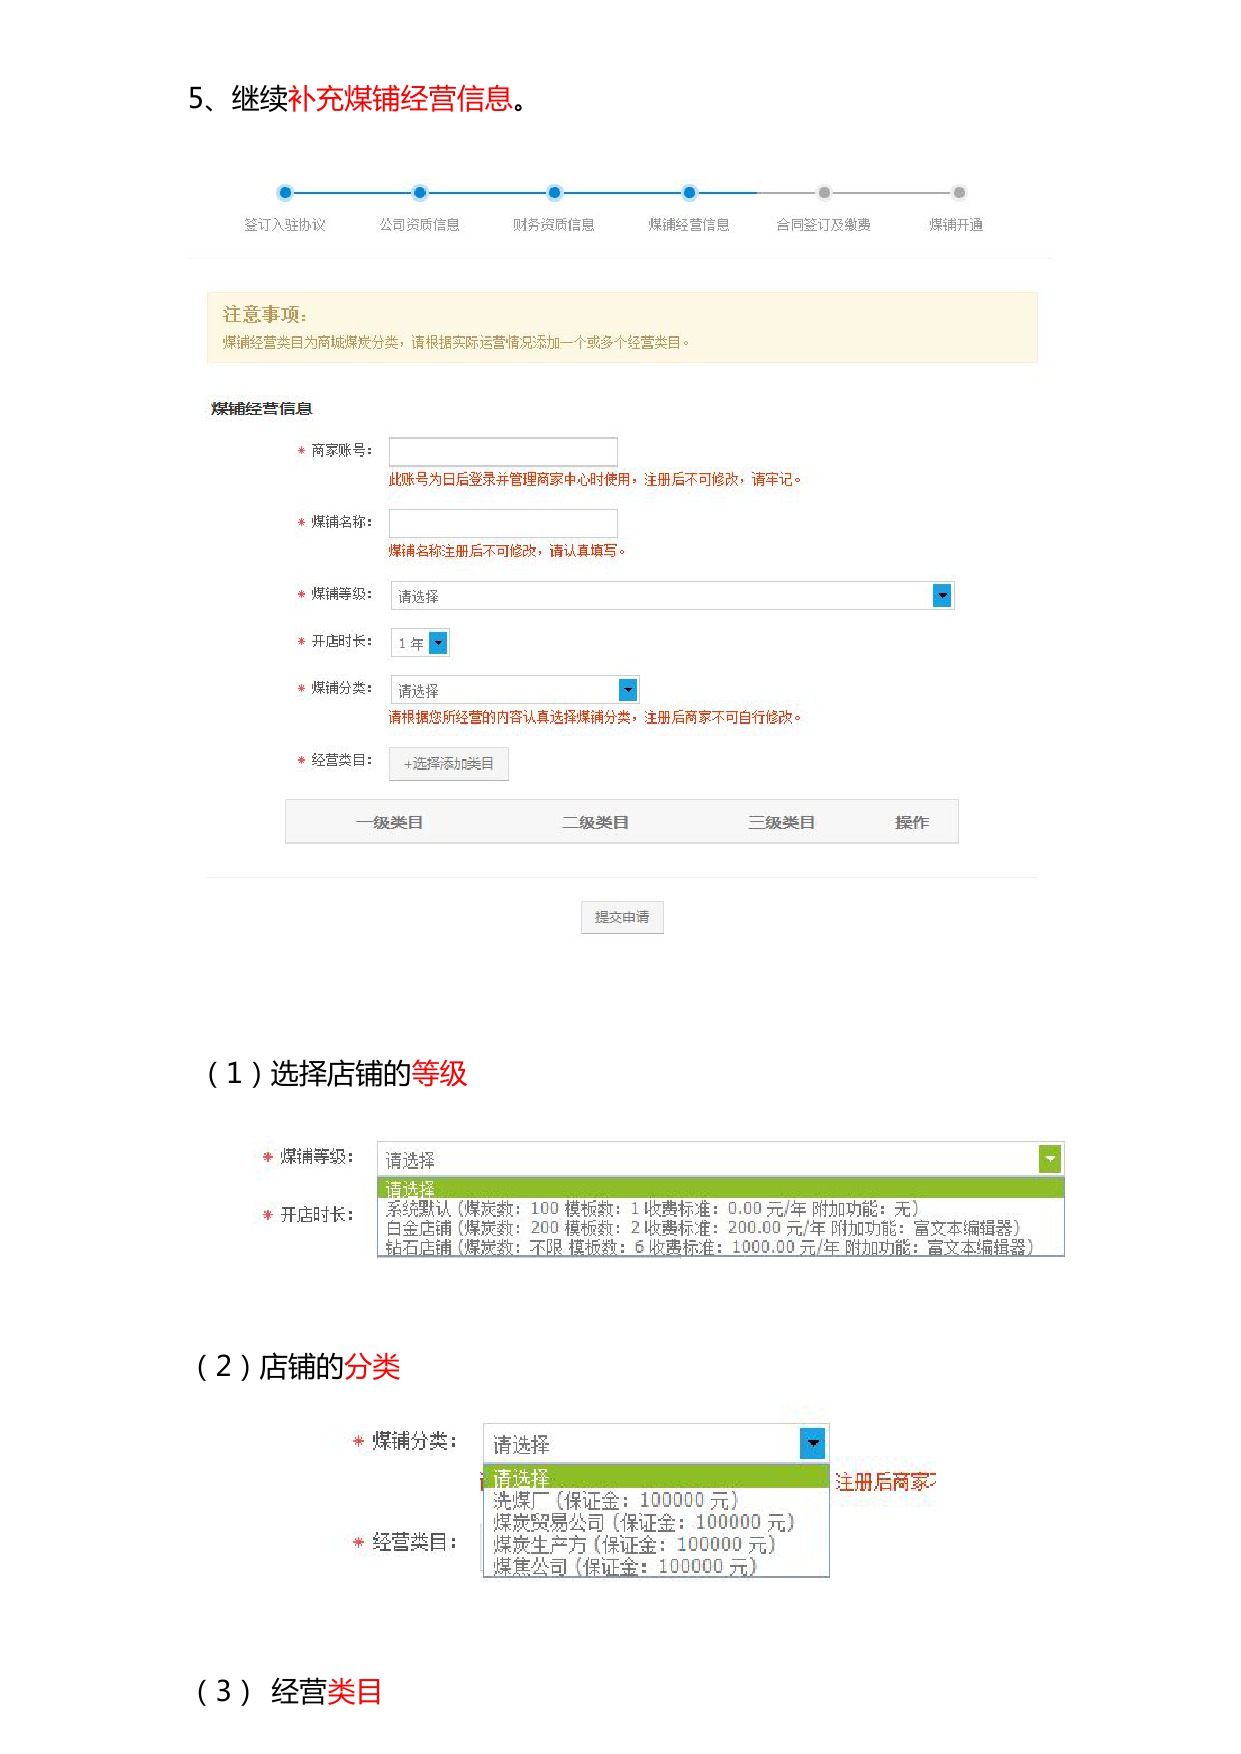 5、继续补充煤铺经营信息。
签订入驻协议 公司资质信息 财务资质信息 煤铺经营信息 合同签订及缴费 煤铺开通
注意事项：
煤铺经营类目为商城煤炭分类，请根据实际运营情况添加一个或多个经营类目。
煤铺经营信息
* 商家账号：
此账号为日后登录并管理商家中心时使用，注册后不可修改，请牢记。
* 煤铺名称：
煤铺名称注册后不可修改，请认真填写。
* 煤铺等级： 请选择
* 开店时长： 1 年
* 煤铺分类： 请选择
请根据您所经营的内容认真选择煤铺分类，注册后商家不可自行修改。
* 经营类目： +选择添加类目
一级类目 二级类目 三级类目 操作
提交申请
（1）选择店铺的等级
* 煤铺等级： 请选择
请选择
系统默认 (煤炭数：100 模板数：1 收费标准：0.00 元/年 附加功能：无)
* 开店时长：
白金店铺 (煤炭数：200 模板数：2 收费标准：200.00 元/年 附加功能：富文本编辑器)
钻石店铺 (煤炭数：不限 模板数：6 收费标准：1000.00 元/年 附加功能：富文本编辑器)
（2）店铺的分类
* 煤铺分类： 请选择
请选择 注册后商家
洗煤厂 (保证金：100000 元)
煤炭贸易公司 (保证金：100000 元)
* 经营类目：
煤炭生产方 (保证金：100000 元)
煤焦公司 (保证金：100000 元)
（3） 经营类目